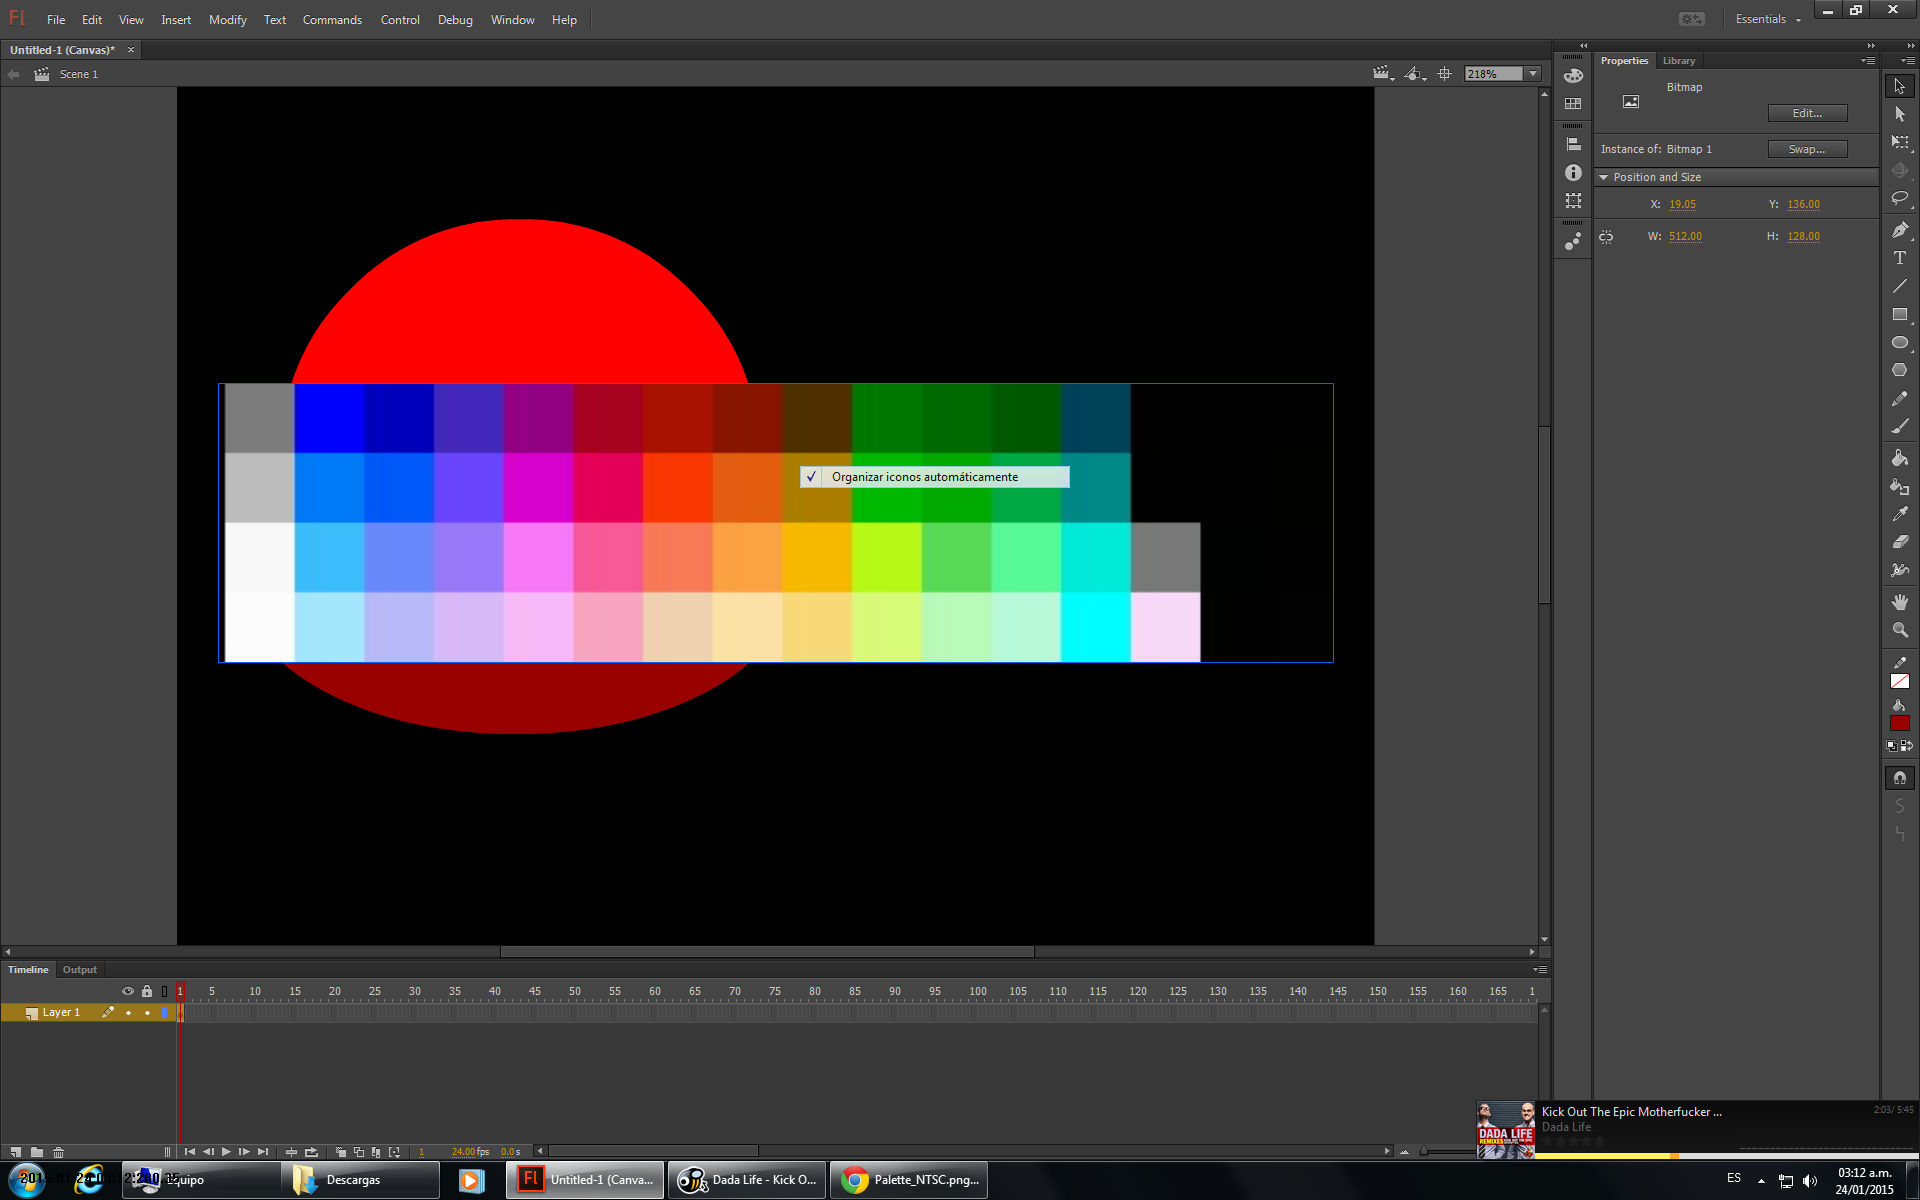 Fl File Edit View Insert Modify Text Commands Control Debug Window Help Essentials
Untitled-1 (Canvas)*
Scene 1 218%
Properties Library
Bitmap
Edit...
Instance of: Bitmap 1 Swap...
Position and Size
X: 19.05 Y: 136.00
W: 512.00 H: 128.00
T
Organizar iconos automáticamente
Timeline Output
1 5 10 15 20 25 30 35 40 45 50 55 60 65 70 75 80 85 90 95 100 105 110 115 120 125 130 135 140 145 150 155 160 165 1
Layer 1
1 24.00 fps 0.0 s
Kick Out The Epic Motherfucker ... 2:03/ 5:45
Dada Life
DADA LIFE
REMIXES
Equipo
Descargas
Fl Untitled-1 (Canva...
Dada Life - Kick O...
Palette_NTSC.png...
ES
03:12 a.m.
24/01/2015